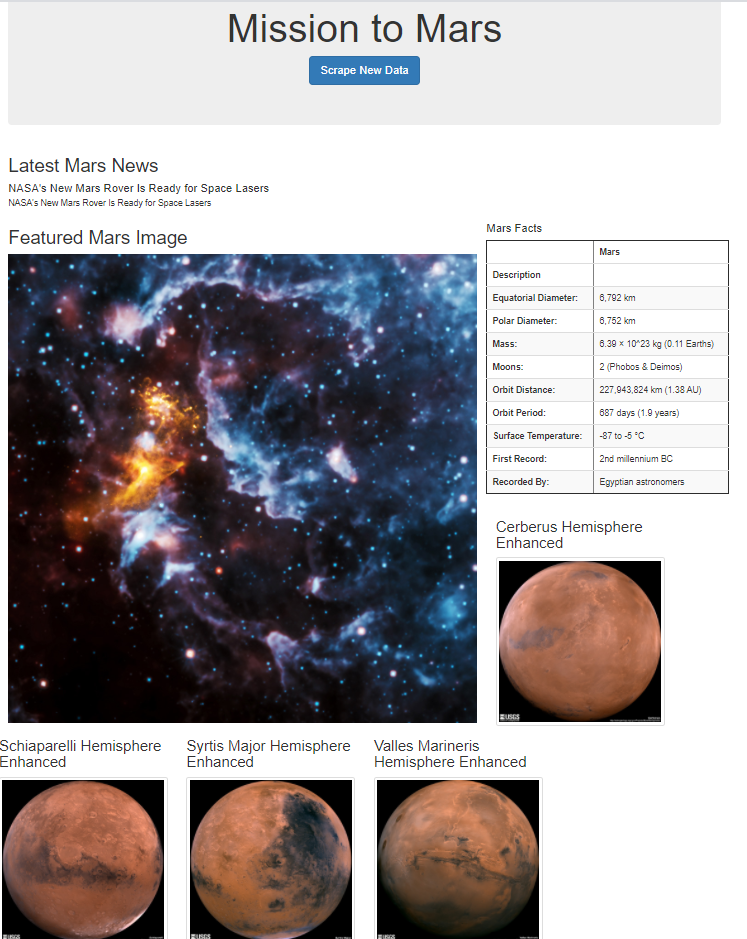 Mission to Mars
Scrape New Data
Latest Mars News
NASA's New Mars Rover Is Ready for Space Lasers
NASA's New Mars Rover Is Ready for Space Lasers
Featured Mars Image
Mars Facts
Mars
Description
Equatorial Diameter: 6,792 km
Polar Diameter: 6,752 km
Mass: 6.39 × 10^23 kg (0.11 Earths)
Moons: 2 (Phobos & Deimos)
Orbit Distance: 227,943,824 km (1.38 AU)
Orbit Period: 687 days (1.9 years)
Surface Temperature: -87 to -5 °C
First Record: 2nd millennium BC
Recorded By: Egyptian astronomers
Cerberus Hemisphere
Enhanced
USGS
Schiaparelli Hemisphere
Enhanced
USGS
Syrtis Major Hemisphere
Enhanced
USGS
Valles Marineris
Hemisphere Enhanced
USGS